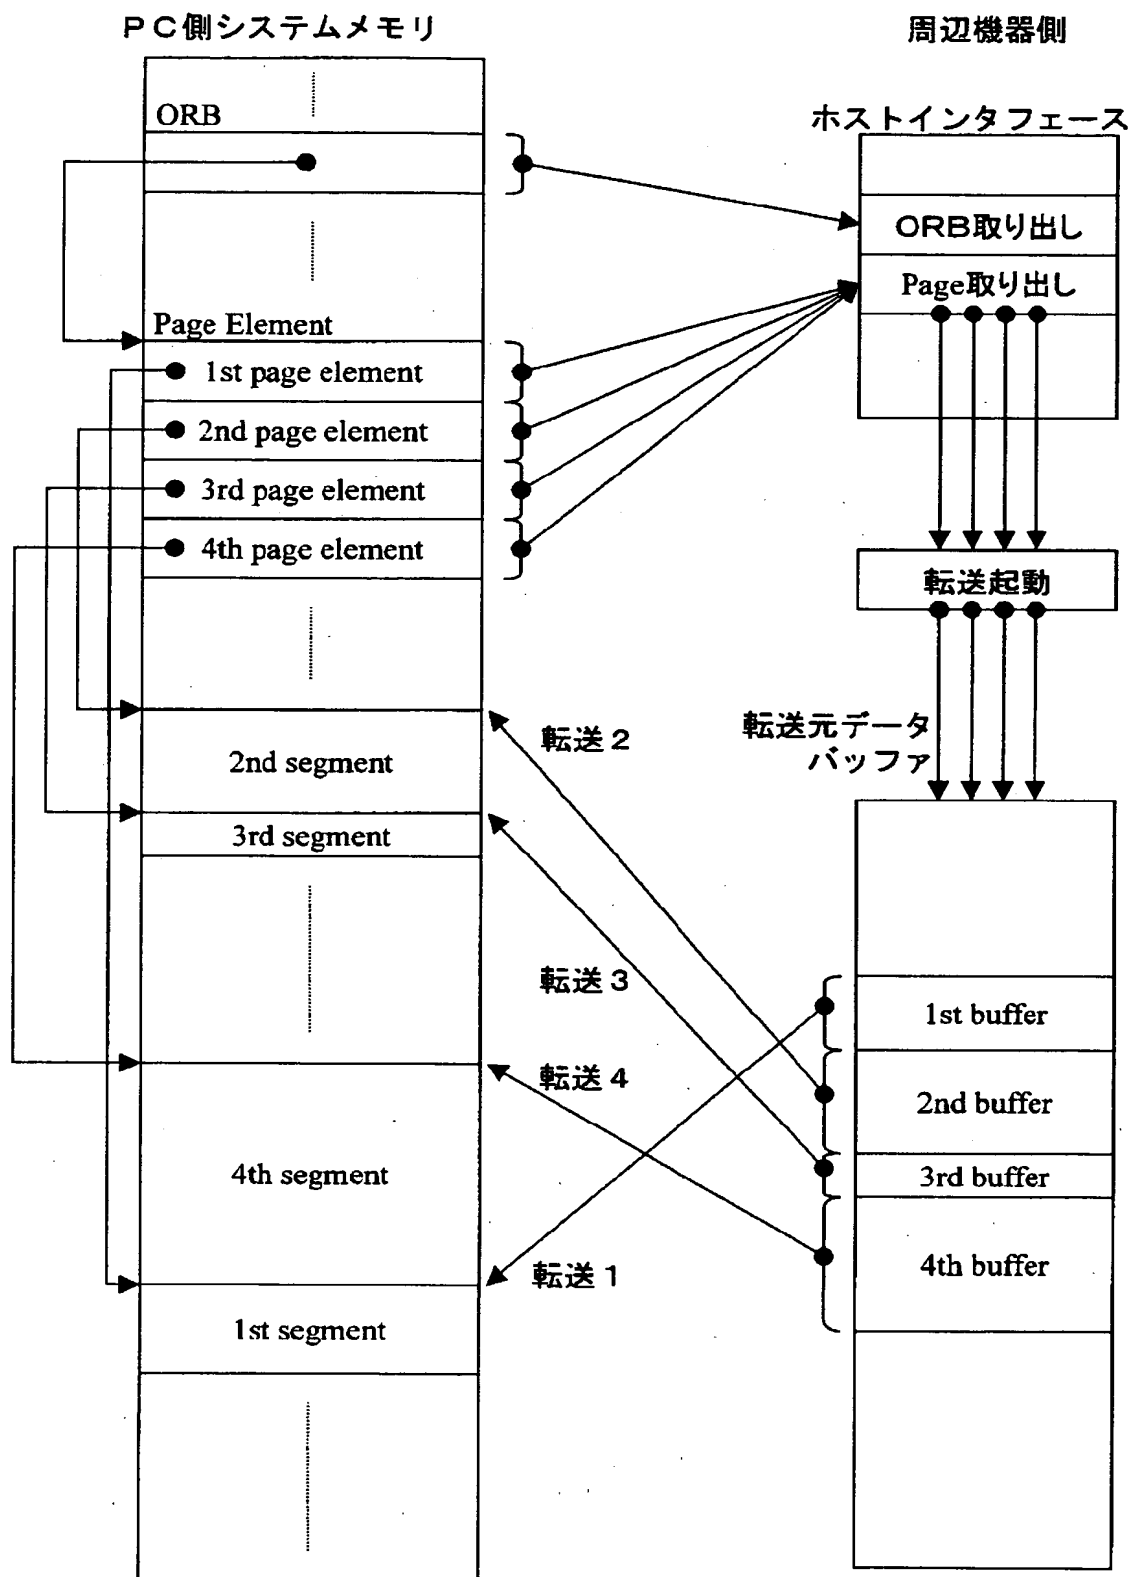 ＰＣ側システムメモリ
周辺機器側
ORB
ホストインタフェース
ＯＲＢ取り出し
Page取り出し
Page Element
1st page element
2nd page element
3rd page element
4th page element
転送起動
転送２
転送元データ
バッファ
2nd segment
3rd segment
転送３
1st buffer
転送４
2nd buffer
4th segment
3rd buffer
転送１
4th buffer
1st segment